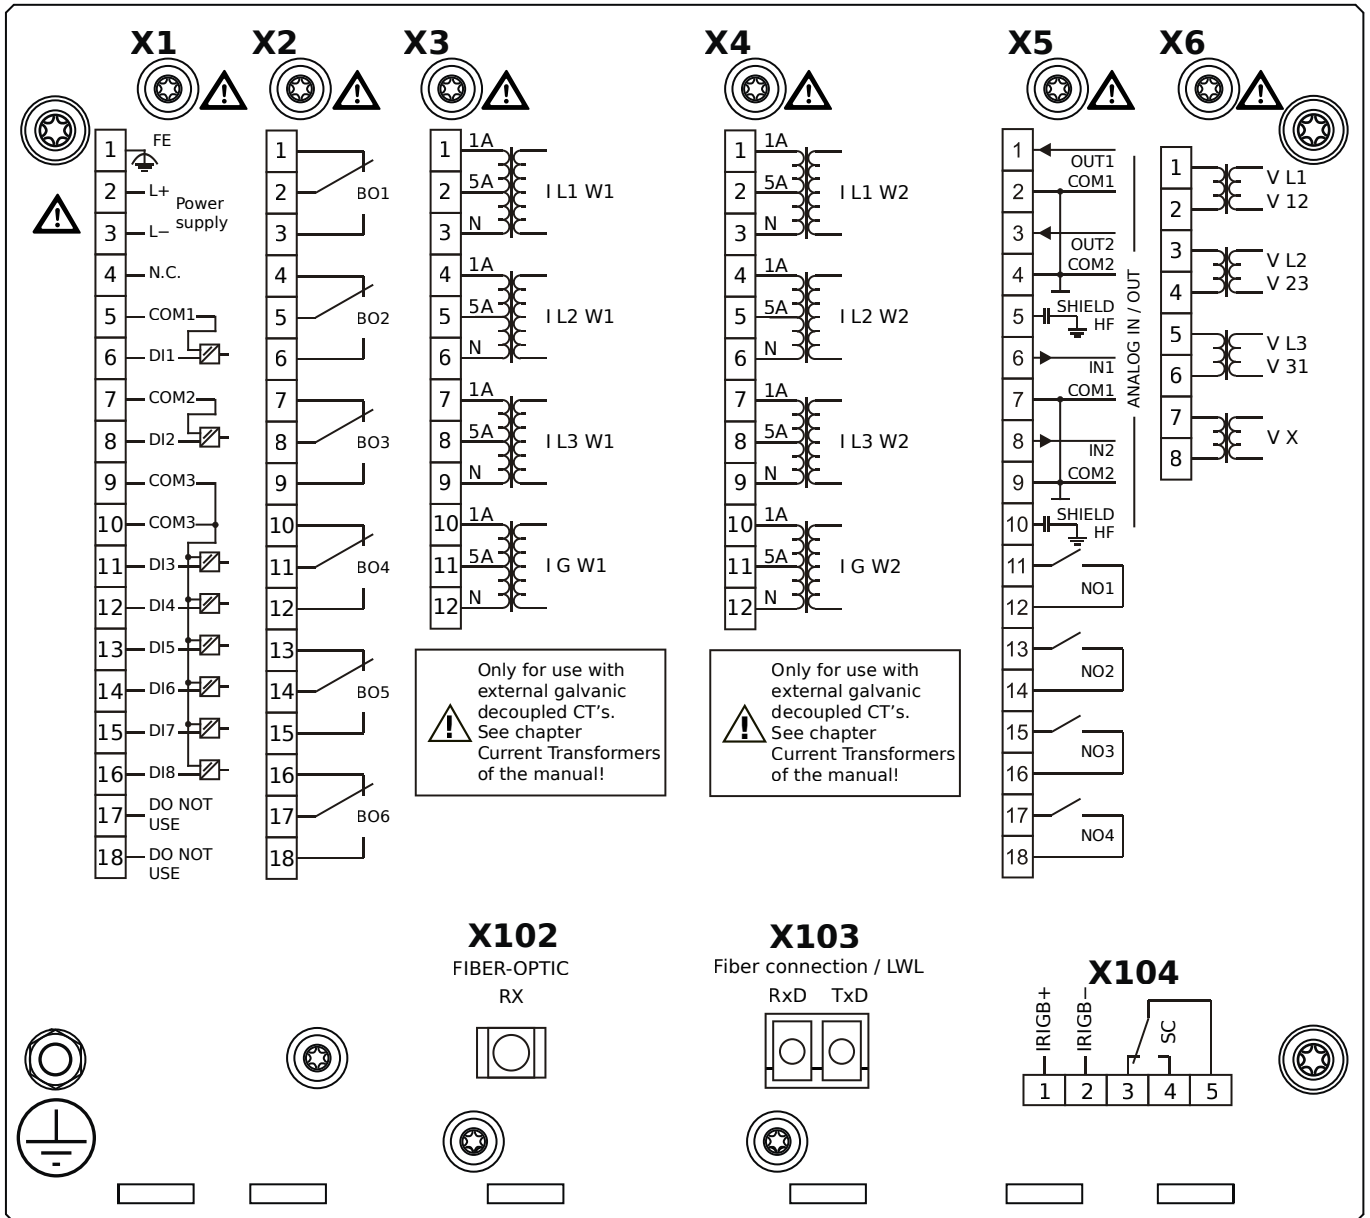 X1
X2
X3
X4
X5
X6
1 FE
2 L+
Power
supply
3 L−
4 N.C.
5 COM1
6 DI1
7 COM2
8 DI2
9 COM3
10 COM3
11 DI3
12 DI4
13 DI5
14 DI6
15 DI7
16 DI8
17 DO NOT
USE
18 DO NOT
USE
1
2 BO1
3
4
5 BO2
6
7
8 BO3
9
10
11 BO4
12
13
14 BO5
15
16
17 BO6
18
1 1A
2 5A I L1 W1
3 N
4 1A
5 5A I L2 W1
6 N
7 1A
8 5A I L3 W1
9 N
10 1A
11 5A I G W1
12 N
Only for use with
external galvanic
decoupled CT's.
See chapter
Current Transformers
of the manual!
1 1A
2 5A I L1 W2
3 N
4 1A
5 5A I L2 W2
6 N
7 1A
8 5A I L3 W2
9 N
10 1A
11 5A I G W2
12 N
Only for use with
external galvanic
decoupled CT's.
See chapter
Current Transformers
of the manual!
1
OUT1
2 COM1
3
OUT2
4 COM2
5 SHIELD
HF
6
IN1
7 COM1
8
IN2
9 COM2
10 SHIELD
HF
ANALOG IN / OUT
11
NO1
12
13
NO2
14
15
NO3
16
17
NO4
18
1 V L1
2 V 12
3 V L2
4 V 23
5 V L3
6 V 31
7
V X
8
X102
FIBER-OPTIC
RX
X103
Fiber connection / LWL
RxD TxD
X104
IRIGB+
IRIGB−
SC
1 2 3 4 5